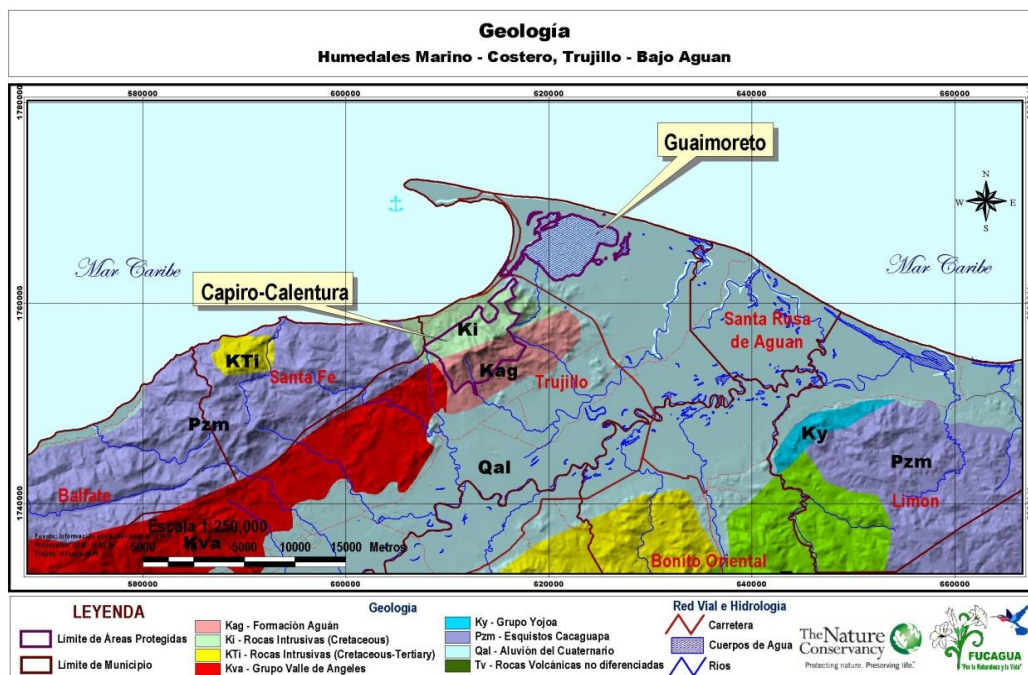 Geología
Humedales Marino - Costero, Trujillo - Bajo Aguan
580000 600000 620000 640000 660000
1780000
Guaimoreto
N
W E
S
Mar Caribe
Mar Caribe
Capiro-Calentura
1760000
Ki
Santa Rosa
de Aguan
KTi
Santa Fe
Kag
Trujillo
Pzm
Ky
Pzm
Qal
Balfate
Limon
1740000
Escala 1:250,000
5000 0 5000 10000 15000 Metros
Kva
Bonito Oriental
580000 600000 620000 640000 660000
LEYENDA
Límite de Áreas Protegidas
Límite de Municipio
Geologia
Kag - Formación Aguán
Ki - Rocas Intrusivas (Cretaceous)
KTi - Rocas Intrusivas (Cretaceous-Tertiary)
Kva - Grupo Valle de Angeles
Ky - Grupo Yojoa
Pzm - Esquistos Cacaguapa
Qal - Aluvión del Cuaternario
Tv - Rocas Volcánicas no diferenciadas
Red Vial e Hidrologia
Carretera
Cuerpos de Agua
Rios
The Nature
Conservancy
Protecting nature. Preserving life.
FUCAGUA
"Por la Naturaleza y la Vida"